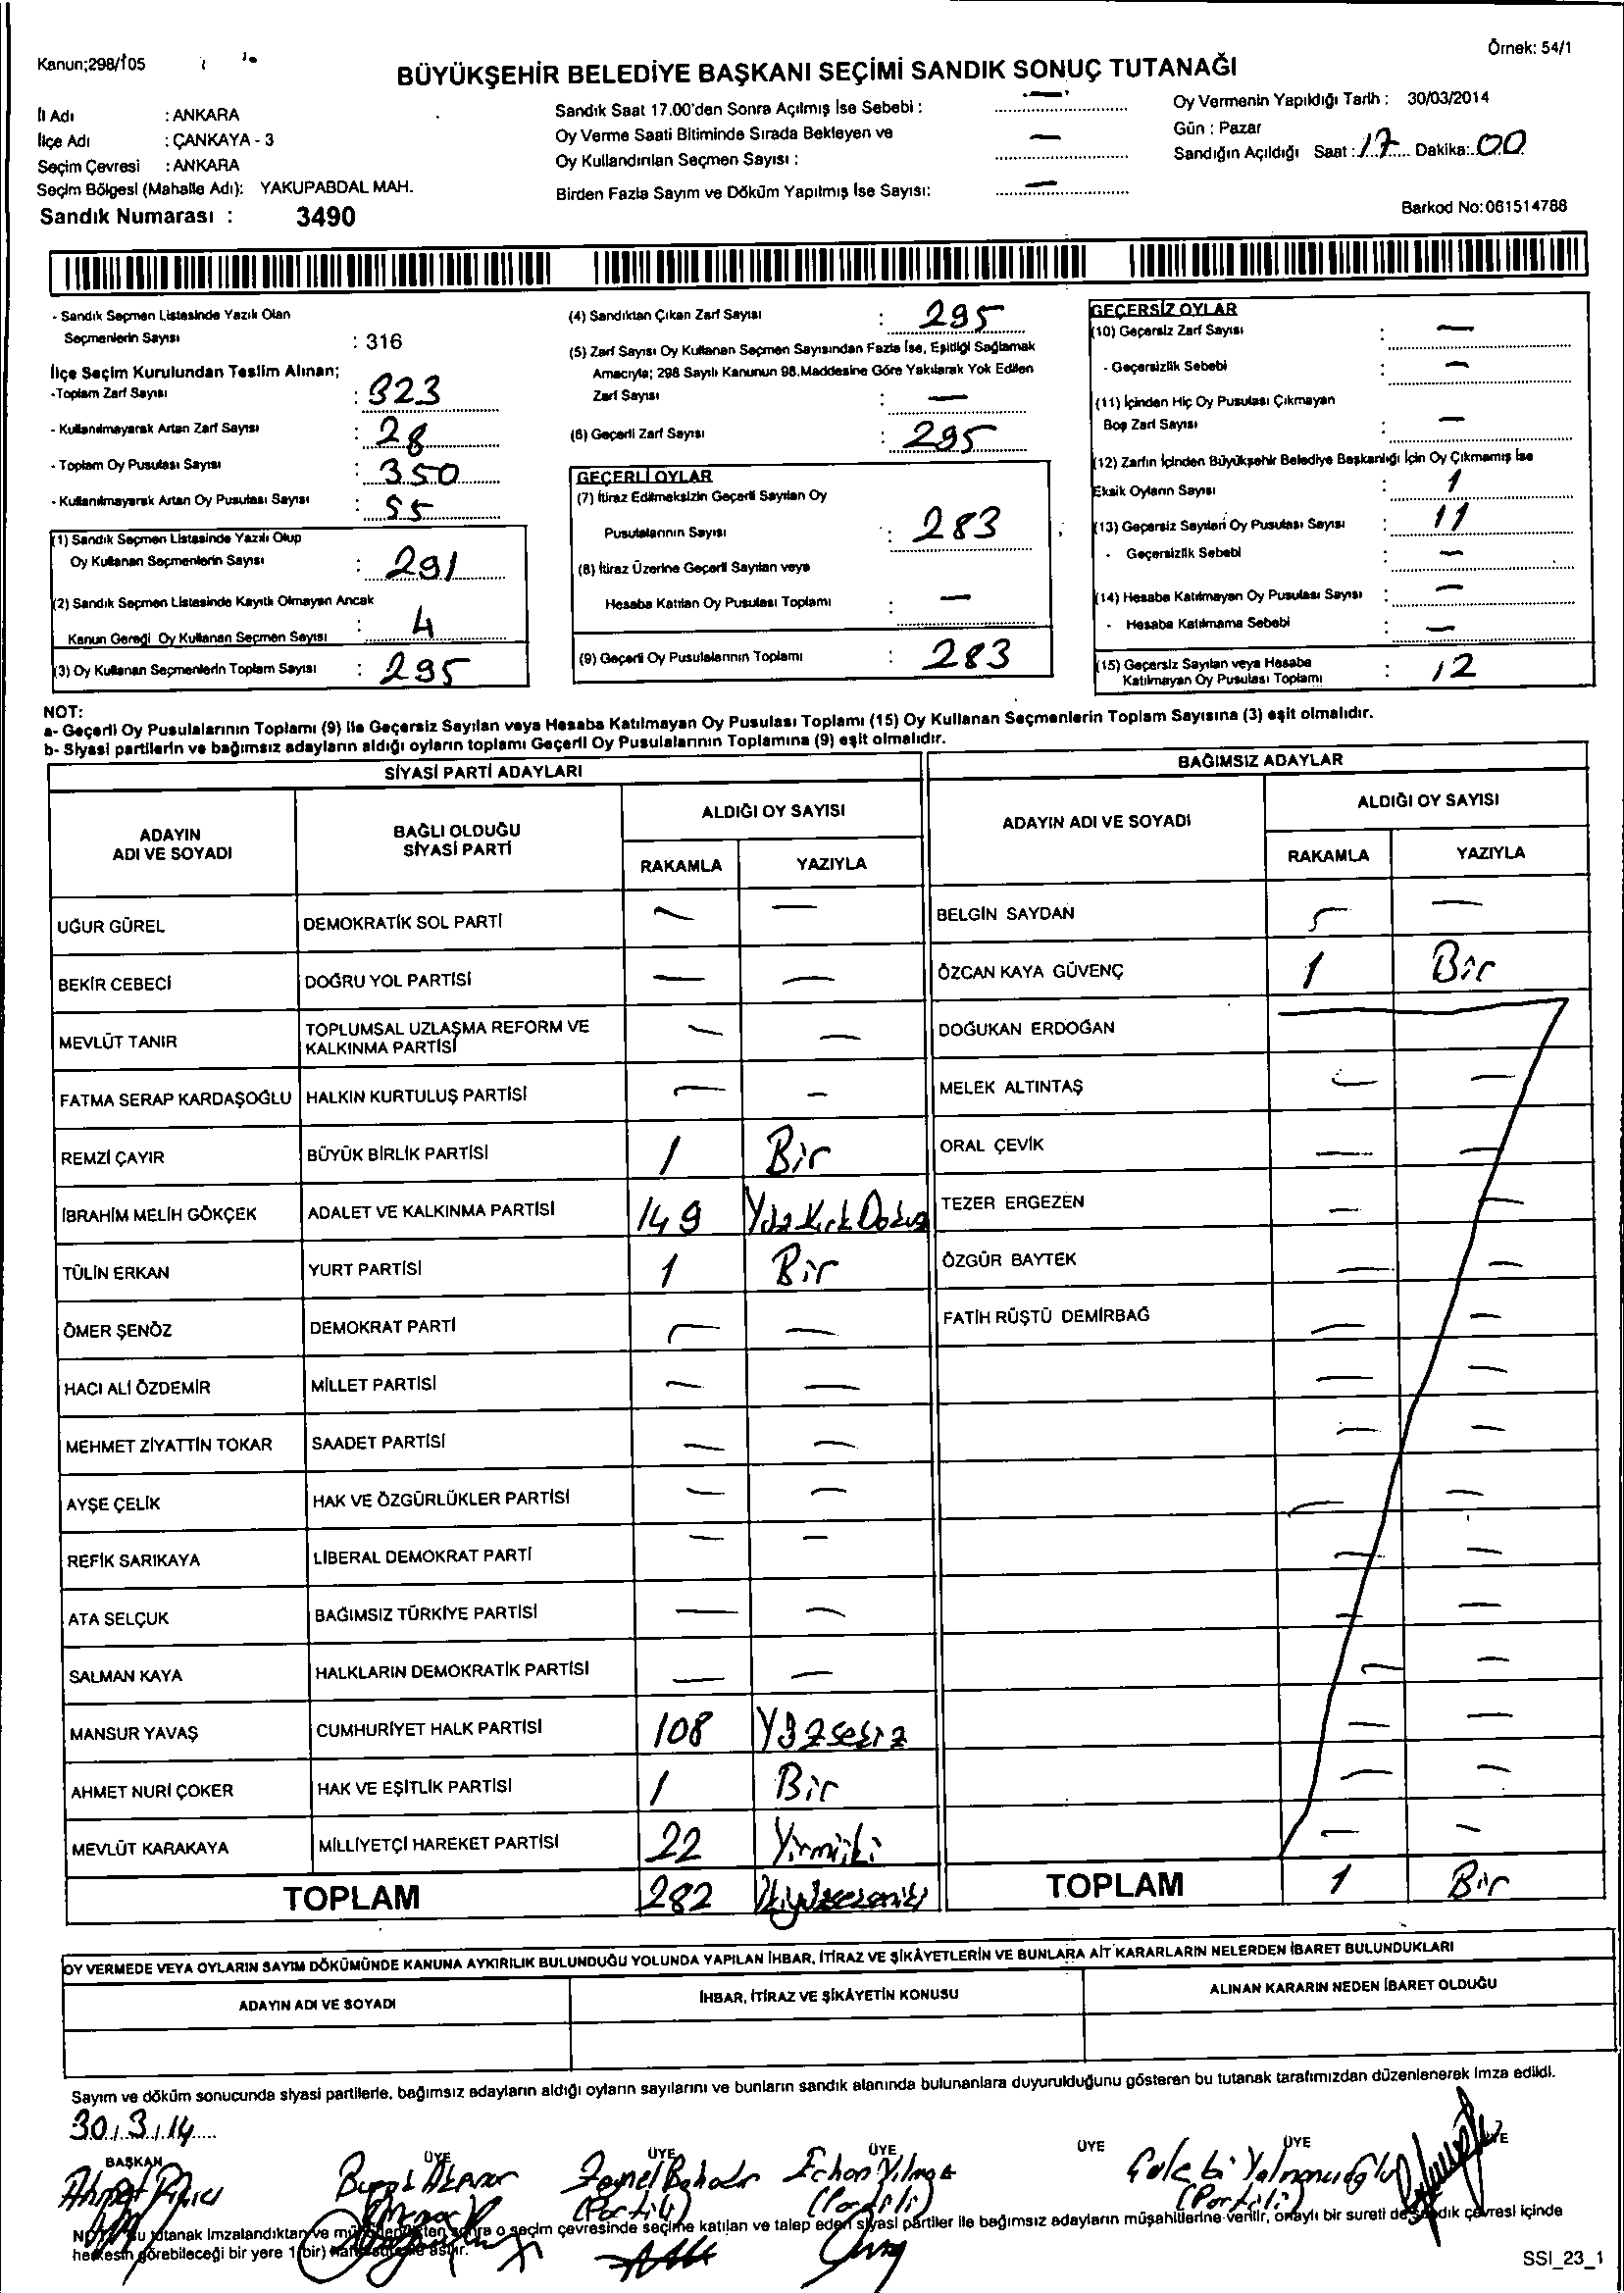 Kanun;298/105
Örnek: 54/1
BÜYÜKŞEHİR BELEDİYE BAŞKANI SEÇİMİ SANDIK SONUÇ TUTANAĞI
İl Adı : ANKARA
İlçe Adı : ÇANKAYA - 3
Seçim Çevresi : ANKARA
Seçim Bölgesi (Mahalle Adı): YAKUPABDAL MAH.
Sandık Numarası : 3490
Sandık Saat 17.00'den Sonra Açılmış İse Sebebi : —
Oy Verme Saati Bitiminde Sırada Bekleyen ve
Oy Kullandırılan Seçmen Sayısı : —
Birden Fazla Sayım ve Döküm Yapılmış İse Sayısı: —
Oy Vermenin Yapıldığı Tarih : 30/03/2014
Gün : Pazar
Sandığın Açıldığı Saat : 17 Dakika: 00
Barkod No:061514788
- Sandık Seçmen Listesinde Yazılı Olan
Seçmenlerin Sayısı : 316
İlçe Seçim Kurulundan Teslim Alınan;
-Toplam Zarf Sayısı : 323
- Kullanılmayarak Artan Zarf Sayısı : 28
- Toplam Oy Pusulası Sayısı : 350
- Kullanılmayarak Artan Oy Pusulası Sayısı : 55
(1) Sandık Seçmen Listesinde Yazılı Olup
Oy Kullanan Seçmenlerin Sayısı : 291
(2) Sandık Seçmen Listesinde Kayıtlı Olmayan Ancak
Kanun Gereği Oy Kullanan Seçmen Sayısı : 4
(3) Oy Kullanan Seçmenlerin Toplam Sayısı : 295
(4) Sandıktan Çıkan Zarf Sayısı : 295
(5) Zarf Sayısı Oy Kullanan Seçmen Sayısından Fazla İse, Eşitliği Sağlamak
Amacıyla; 298 Sayılı Kanunun 98.Maddesine Göre Yakılarak Yok Edilen
Zarf Sayısı : —
(6) Geçerli Zarf Sayısı : 295
GEÇERLİ OYLAR
(7) İtiraz Edilmeksizin Geçerli Sayılan Oy
Pusulalarının Sayısı : 283
(8) İtiraz Üzerine Geçerli Sayılan veya
Hesaba Katılan Oy Pusulası Toplamı : —
(9) Geçerli Oy Pusulalarının Toplamı : 283
GEÇERSİZ OYLAR
(10) Geçersiz Zarf Sayısı : —
- Geçersizlik Sebebi : —
(11) İçinden Hiç Oy Pusulası Çıkmayan
Boş Zarf Sayısı : —
(12) Zarfın İçinden Büyükşehir Belediye Başkanlığı İçin Oy Çıkmamış İse
Eksik Oyların Sayısı : 1
(13) Geçersiz Sayılan Oy Pusulası Sayısı : 11
- Geçersizlik Sebebi : —
(14) Hesaba Katılmayan Oy Pusulası Sayısı : —
- Hesaba Katılmama Sebebi : —
(15) Geçersiz Sayılan veya Hesaba
Katılmayan Oy Pusulası Toplamı : 12
NOT:
a- Geçerli Oy Pusulalarının Toplamı (9) ile Geçersiz Sayılan veya Hesaba Katılmayan Oy Pusulası Toplamı (15) Oy Kullanan Seçmenlerin Toplam Sayısına (3) eşit olmalıdır.
b- Siyasi partilerin ve bağımsız adayların aldığı oyların toplamı Geçerli Oy Pusulalarının Toplamına (9) eşit olmalıdır.
SİYASİ PARTİ ADAYLARI
ADAYIN ADI VE SOYADI
BAĞLI OLDUĞU SİYASİ PARTİ
ALDIĞI OY SAYISI
RAKAMLA YAZIYLA
UĞUR GÜREL DEMOKRATİK SOL PARTİ — —
BEKİR CEBECİ DOĞRU YOL PARTİSİ — —
MEVLÜT TANIR TOPLUMSAL UZLAŞMA REFORM VE KALKINMA PARTİSİ — —
FATMA SERAP KARDAŞOĞLU HALKIN KURTULUŞ PARTİSİ — —
REMZİ ÇAYIR BÜYÜK BİRLİK PARTİSİ 1 Bir
İBRAHİM MELİH GÖKÇEK ADALET VE KALKINMA PARTİSİ 149 Yüz Kırk Dokuz
TÜLİN ERKAN YURT PARTİSİ 1 Bir
ÖMER ŞENÖZ DEMOKRAT PARTİ — —
HACI ALİ ÖZDEMİR MİLLET PARTİSİ — —
MEHMET ZİYATTİN TOKAR SAADET PARTİSİ — —
AYŞE ÇELİK HAK VE ÖZGÜRLÜKLER PARTİSİ — —
REFİK SARIKAYA LİBERAL DEMOKRAT PARTİ — —
ATA SELÇUK BAĞIMSIZ TÜRKİYE PARTİSİ — —
SALMAN KAYA HALKLARIN DEMOKRATİK PARTİSİ — —
MANSUR YAVAŞ CUMHURİYET HALK PARTİSİ 108 Yüzsekiz
AHMET NURİ ÇOKER HAK VE EŞİTLİK PARTİSİ 1 Bir
MEVLÜT KARAKAYA MİLLİYETÇİ HAREKET PARTİSİ 22 Yirmiiki
TOPLAM 282 İkiyüzsekseniki
BAĞIMSIZ ADAYLAR
ADAYIN ADI VE SOYADI
ALDIĞI OY SAYISI
RAKAMLA YAZIYLA
BELGİN SAYDAN — —
ÖZCAN KAYA GÜVENÇ 1 Bir
DOĞUKAN ERDOĞAN
MELEK ALTINTAŞ — —
ORAL ÇEVİK — —
TEZER ERGEZEN — —
ÖZGÜR BAYTEK — —
FATİH RÜŞTÜ DEMİRBAĞ — —
TOPLAM 1 Bir
OY VERMEDE VEYA OYLARIN SAYIM DÖKÜMÜNDE KANUNA AYKIRILIK BULUNDUĞU YOLUNDA YAPILAN İHBAR, İTİRAZ VE ŞİKÂYETLERİN VE BUNLARA AİT KARARLARIN NELERDEN İBARET BULUNDUKLARI
ADAYIN ADI VE SOYADI İHBAR, İTİRAZ VE ŞİKÂYETİN KONUSU ALINAN KARARIN NEDEN İBARET OLDUĞU
Sayım ve döküm sonucunda siyasi partilerle, bağımsız adayların aldığı oyların sayılarını ve bunların sandık alanında bulunanlara duyurulduğunu gösteren bu tutanak tarafımızdan düzenlenerek imza edildi.
30/3/14
BAŞKAN ÜYE ÜYE ÜYE ÜYE ÜYE ÜYE
Ahmet
Zeynel Bahadır
Yılmaz
(Partili) (Partili) (Partili)
NOT: Bu tutanak imzalandıktan ve sonra o seçim çevresinde seçime katılan ve talep eden siyasi partiler ile bağımsız adayların müşahitlerine verilir, onaylı bir sureti de sandık çevresi içinde
herkesin görebileceği bir yere 1(bir) asılır.
SSI_23_1